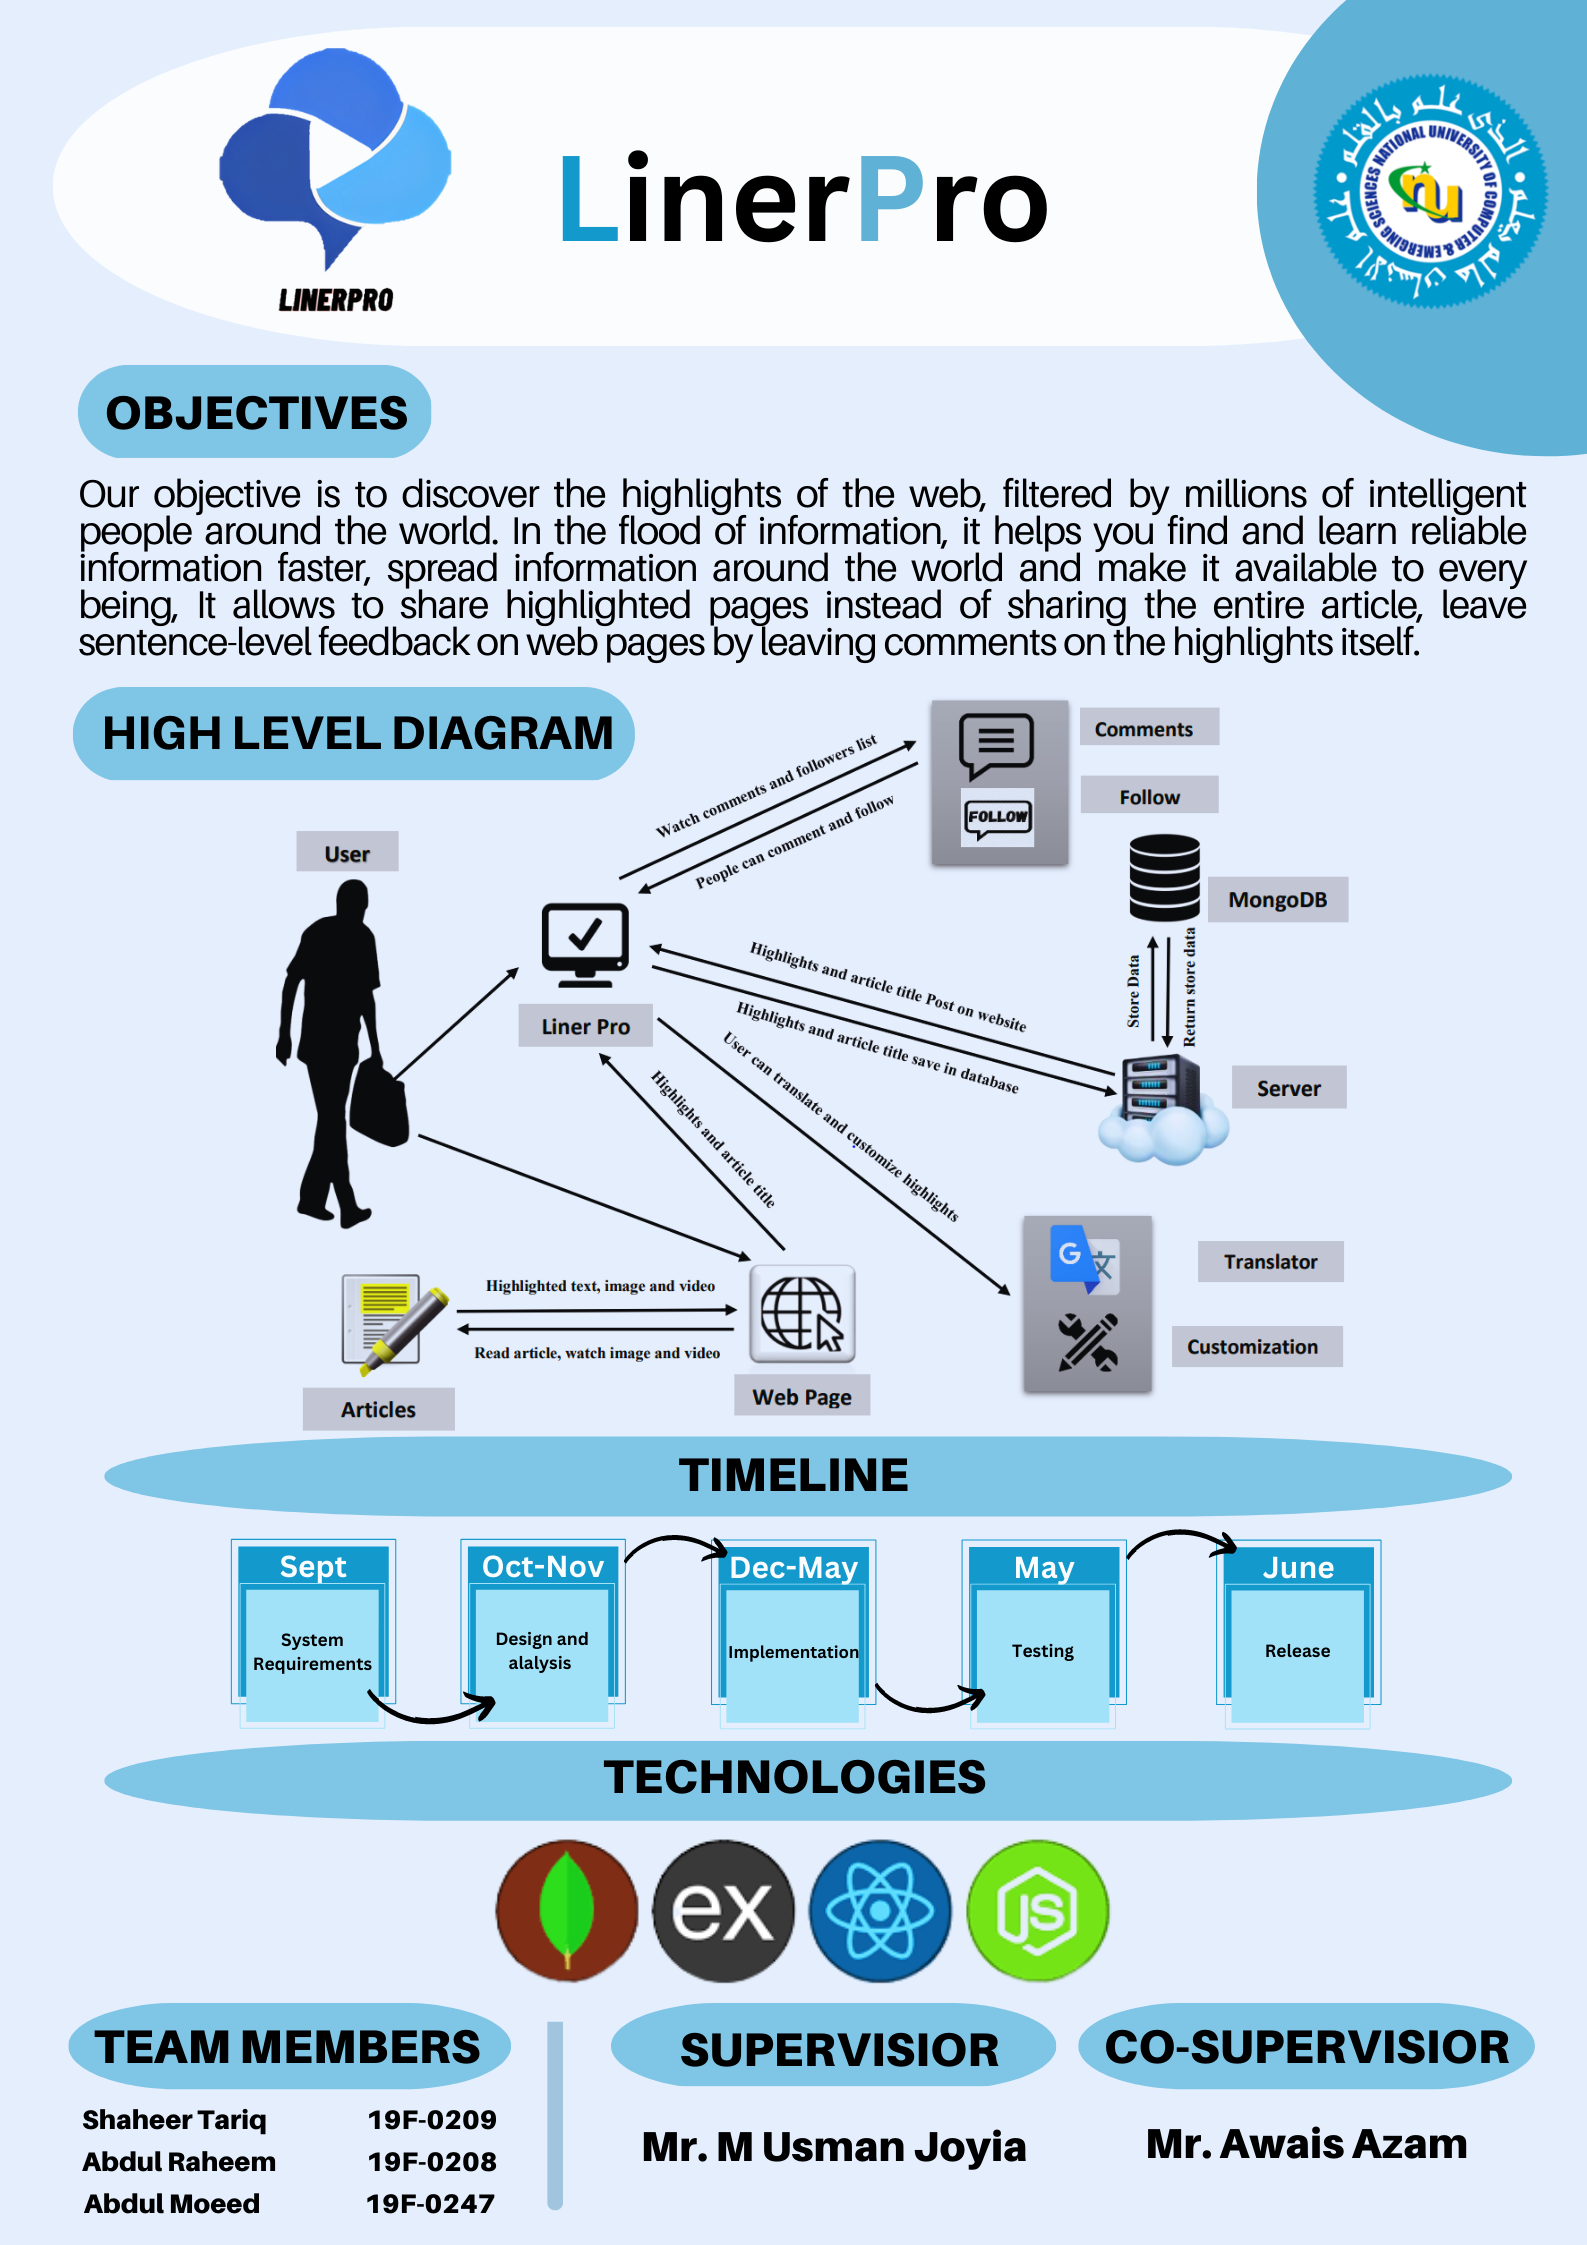 LINERPRO
LinerPro
NATIONAL UNIVERSITY OF COMPUTER & EMERGING SCIENCES
nu
OBJECTIVES
Our objective is to discover the highlights of the web, filtered by millions of intelligent
people around the world. In the flood of information, it helps you find and learn reliable
information faster, spread information around the world and make it available to every
being, It allows to share highlighted pages instead of sharing the entire article, leave
sentence-level feedback on web pages by leaving comments on the highlights itself.
HIGH LEVEL DIAGRAM
Watch comments and followers list
People can comment and follow
Comments
Follow
FOLLOW
User
MongoDB
Store Data
Return store data
Highlights and article title Post on website
Highlights and article title save in database
Liner Pro
User can translate and customize highlights
Highlights and article title
Server
G
文
Translator
Customization
Highlighted text, image and video
Read article, watch image and video
Articles
Web Page
TIMELINE
Sept
System
Requirements
Oct-Nov
Design and
alalysis
Dec-May
Implementation
May
Testing
June
Release
TECHNOLOGIES
ex
JS
TEAM MEMBERS
Shaheer Tariq 19F-0209
Abdul Raheem 19F-0208
Abdul Moeed 19F-0247
SUPERVISIOR
Mr. M Usman Joyia
CO-SUPERVISIOR
Mr. Awais Azam